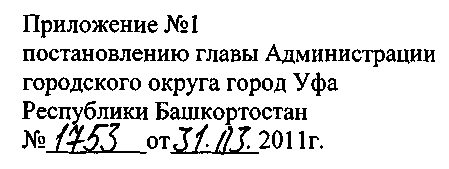 Приложение №1
постановлению главы Администрации
городского округа город Уфа
Республики Башкортостан
№ 1753 от 31.03. 2011г.